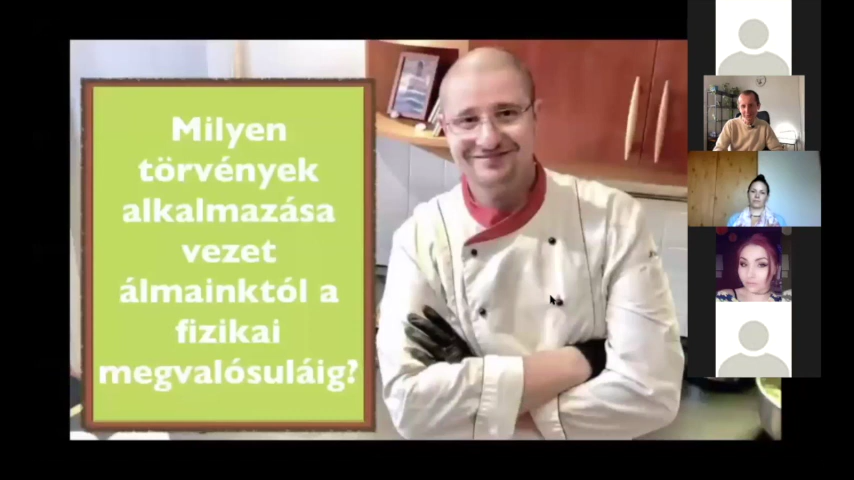 Milyen
törvények
alkalmazása
vezet
álmainktól a
fizikai
megvalósuláig?